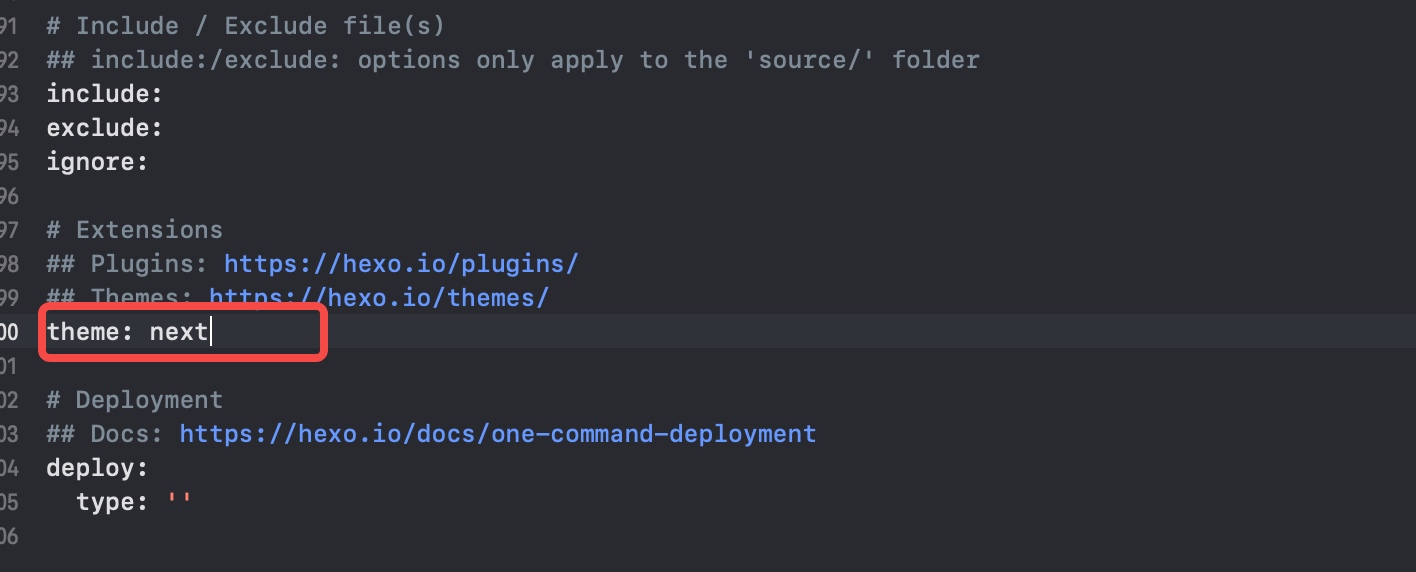 91 # Include / Exclude file(s)
92 ## include:/exclude: options only apply to the 'source/' folder
93 include:
94 exclude:
95 ignore:
96
97 # Extensions
98 ## Plugins: https://hexo.io/plugins/
99 ## Themes: https://hexo.io/themes/
00 theme: next
01
02 # Deployment
03 ## Docs: https://hexo.io/docs/one-command-deployment
04 deploy:
05   type: ''
06